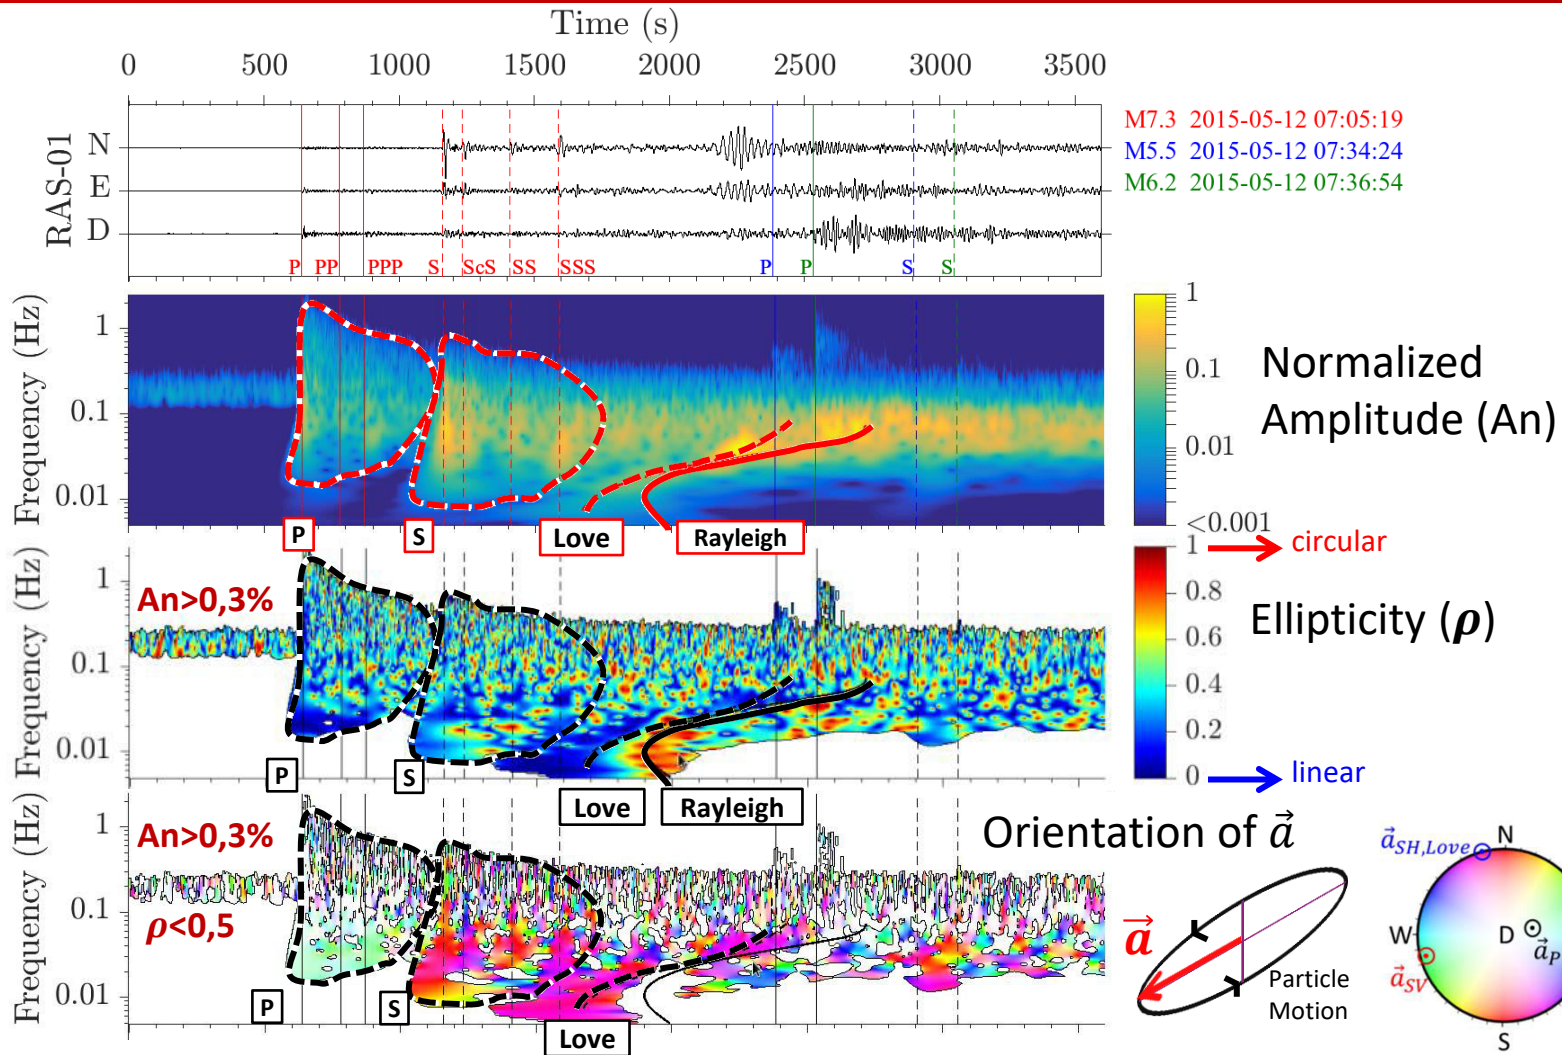 Time (s)
0 500 1000 1500 2000 2500 3000 3500
RAS-01
N
E
D
P PP PPP S ScS SS SSS P P S S
M7.3 2015-05-12 07:05:19
M5.5 2015-05-12 07:34:24
M6.2 2015-05-12 07:36:54
Frequency (Hz)
1
0.1
0.01
P
S
Love
Rayleigh
1
0.1
0.01
<0.001
Normalized
Amplitude (An)
Frequency (Hz)
1
0.1
0.01
An>0,3%
P
S
Love
Rayleigh
1
0.8
0.6
0.4
0.2
0
circular
Ellipticity (ρ)
linear
Frequency (Hz)
1
0.1
0.01
An>0,3%
ρ<0,5
P
S
Love
Orientation of a⃗
a⃗
Particle
Motion
a⃗SH,Love
N
W
D
a⃗P
a⃗SV
S